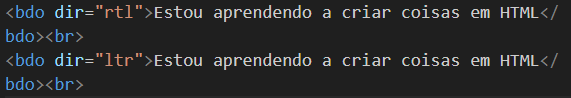 <bdo dir="rtl">Estou aprendendo a criar coisas em HTML</
bdo><br>
<bdo dir="ltr">Estou aprendendo a criar coisas em HTML</
bdo><br>